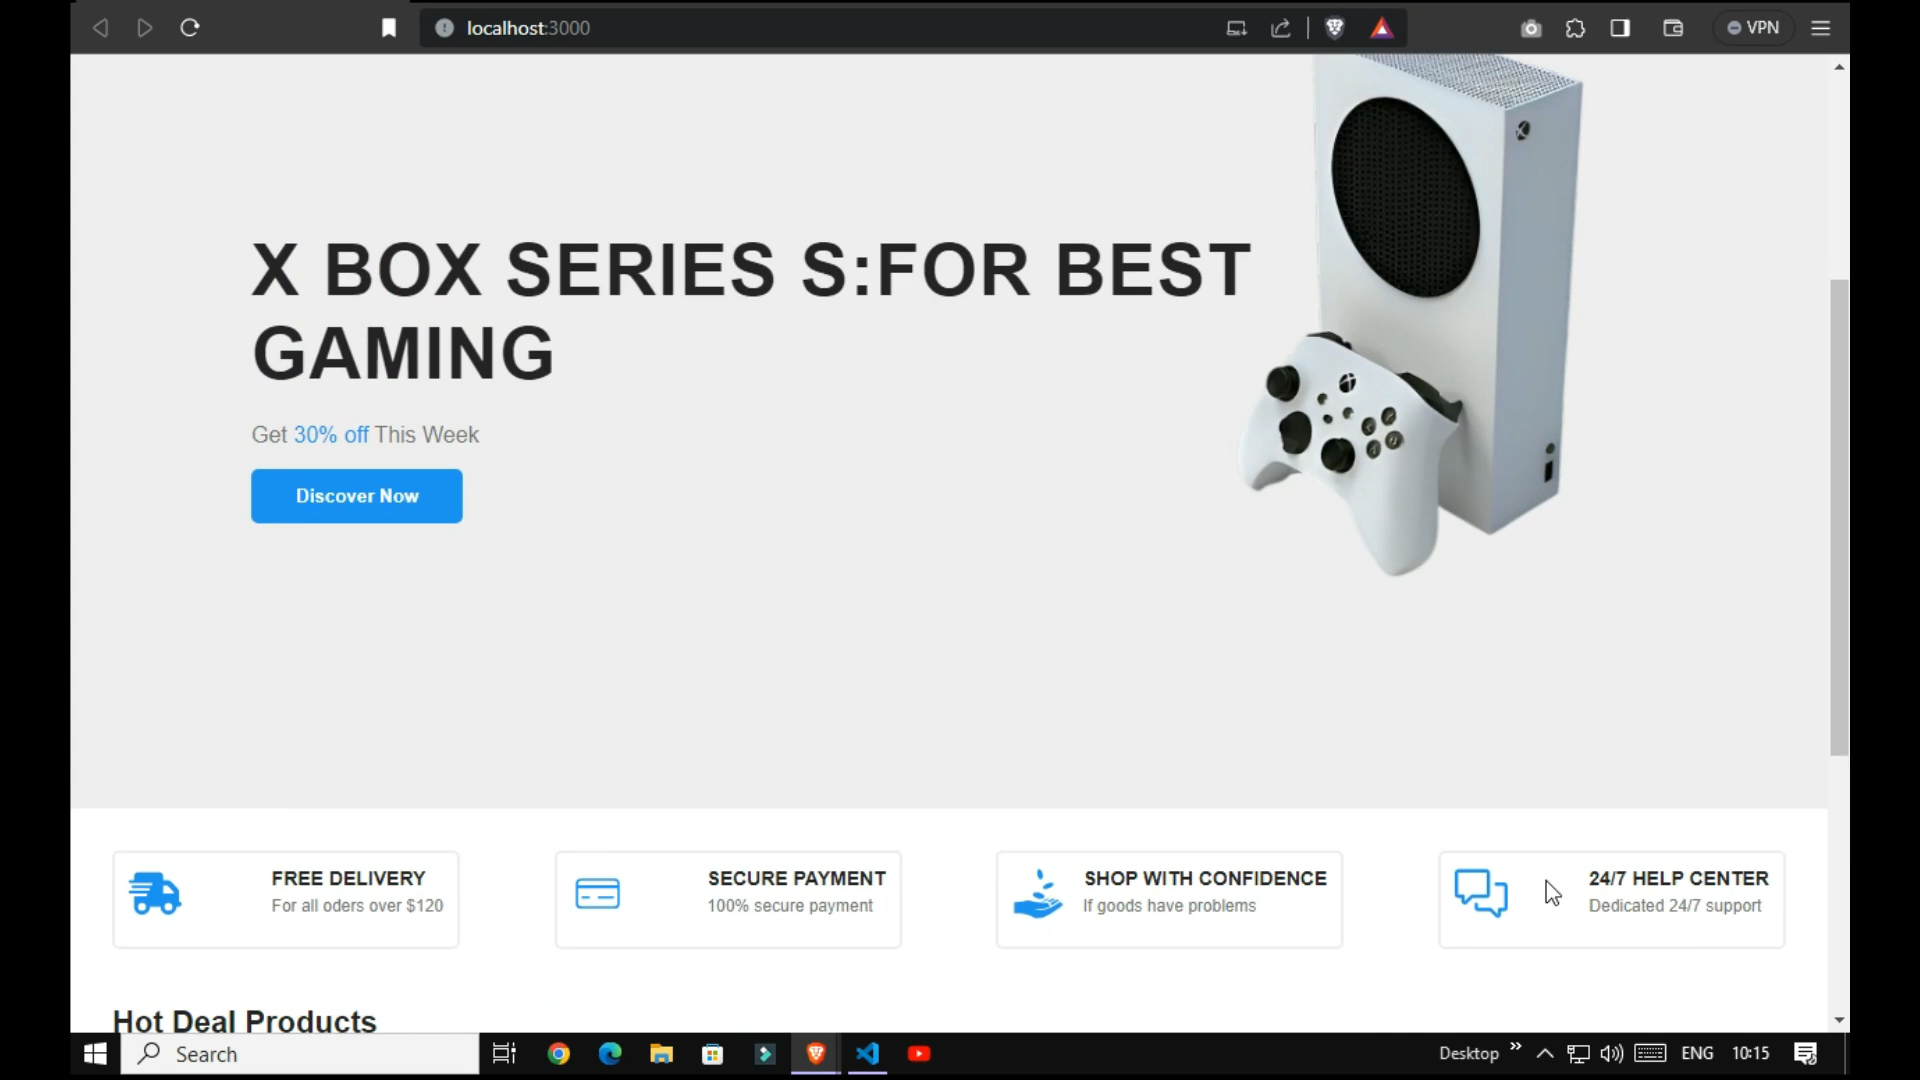 localhost:3000
VPN
X BOX SERIES S:FOR BEST
GAMING
Get 30% off This Week
Discover Now
FREE DELIVERY
For all oders over $120
SECURE PAYMENT
100% secure payment
SHOP WITH CONFIDENCE
If goods have problems
24/7 HELP CENTER
Dedicated 24/7 support
Hot Deal Products
Search
Desktop
ENG
10:15